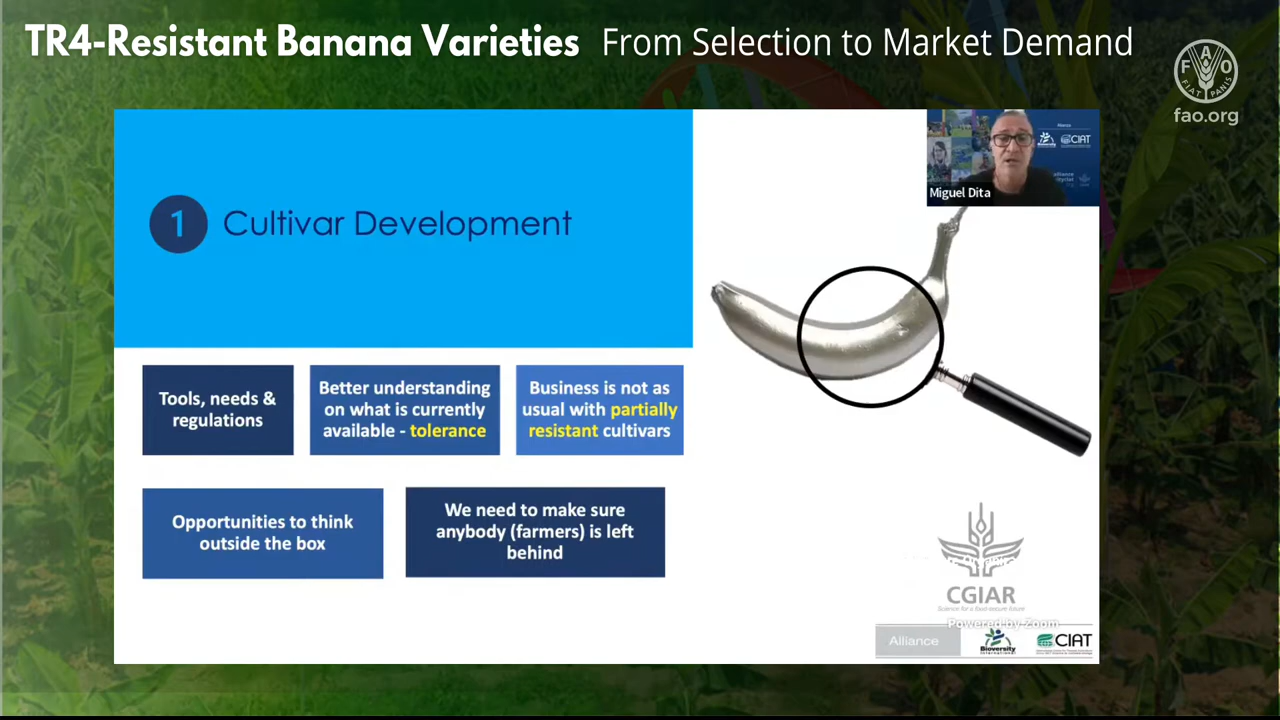 TR4-Resistant Banana Varieties From Selection to Market Demand
F A O
FIAT PANIS
fao.org
CIAT
Miguel Dita
1 Cultivar Development
Tools, needs &
regulations
Better understanding
on what is currently
available - tolerance
Business is not as
usual with partially
resistant cultivars
Opportunities to think
outside the box
We need to make sure
anybody (farmers) is left
behind
CGIAR
Science for a food-secure future
Powered by Zoom
Alliance
Bioversity
International
CIAT